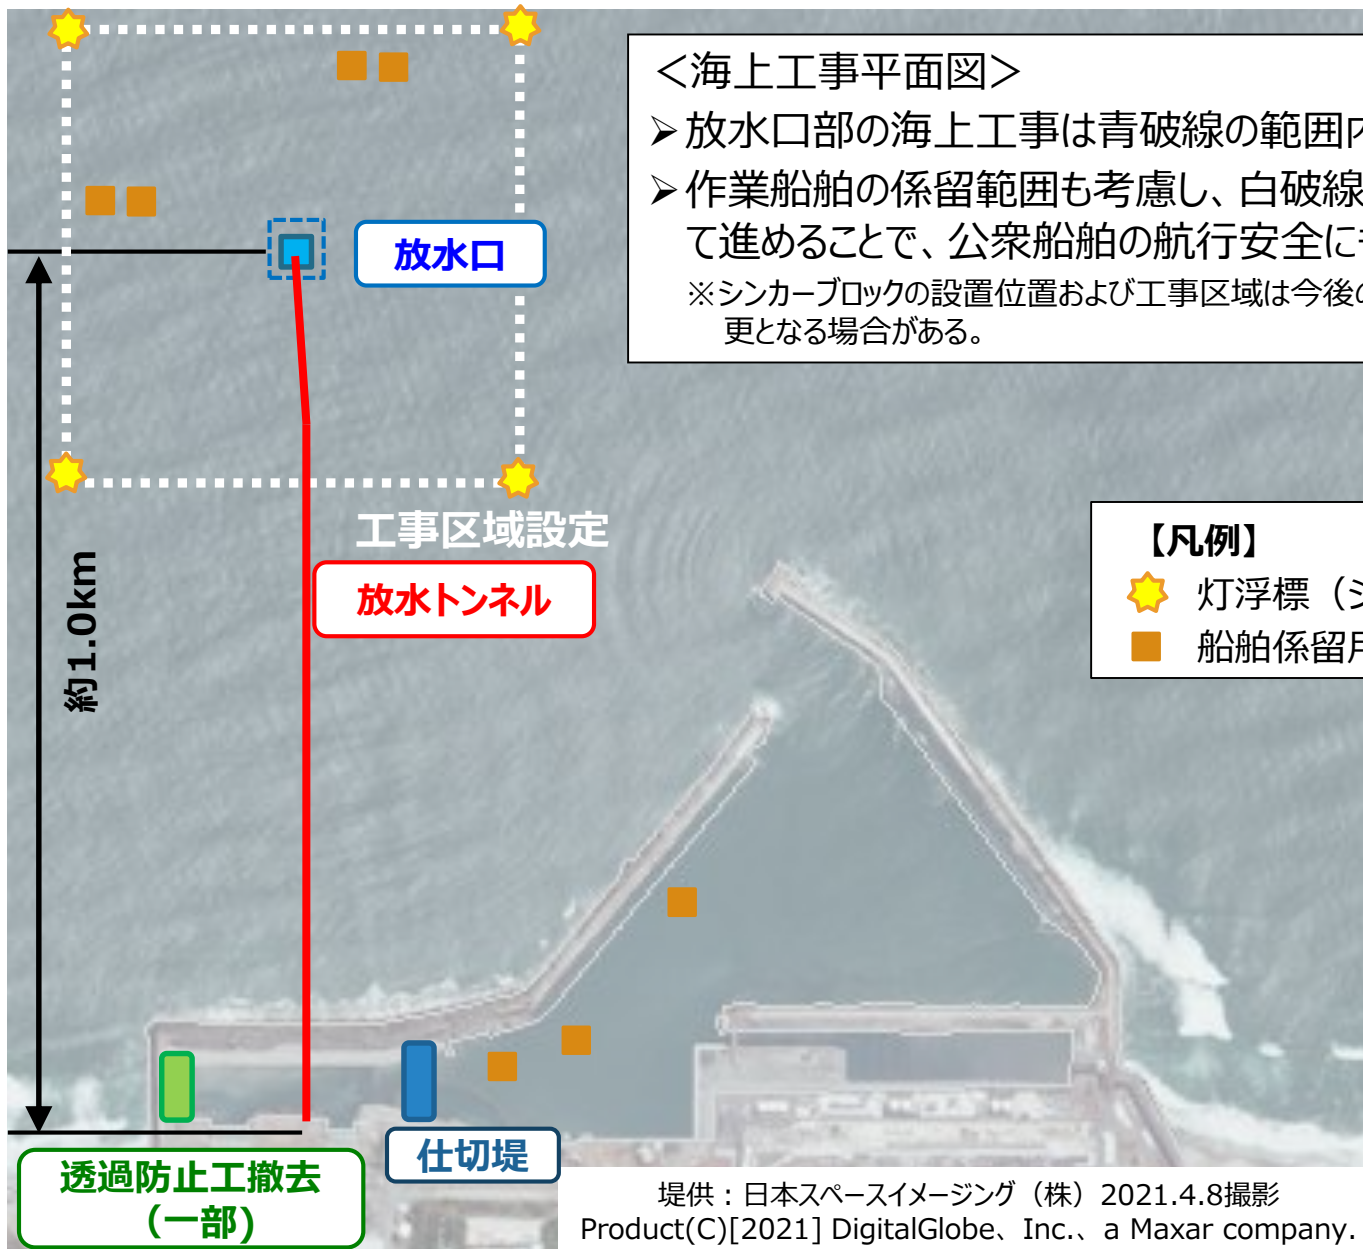 ＜海上工事平面図＞
➢放水口部の海上工事は青破線の範囲
➢作業船舶の係留範囲も考慮し、白破線
て進めることで、公衆船舶の航行安全に
※シンカーブロックの設置位置および工事区域は今後
更となる場合がある。
放水口
工事区域設定
放水トンネル
約1.0km
【凡例】
灯浮標（シ
船舶係留用
仕切堤
透過防止工撤去
（一部)
堤供：日本スペースイメージング（株）2021.4.8撮影
Product(C)[2021] DigitalGlobe、Inc.、a Maxar company.